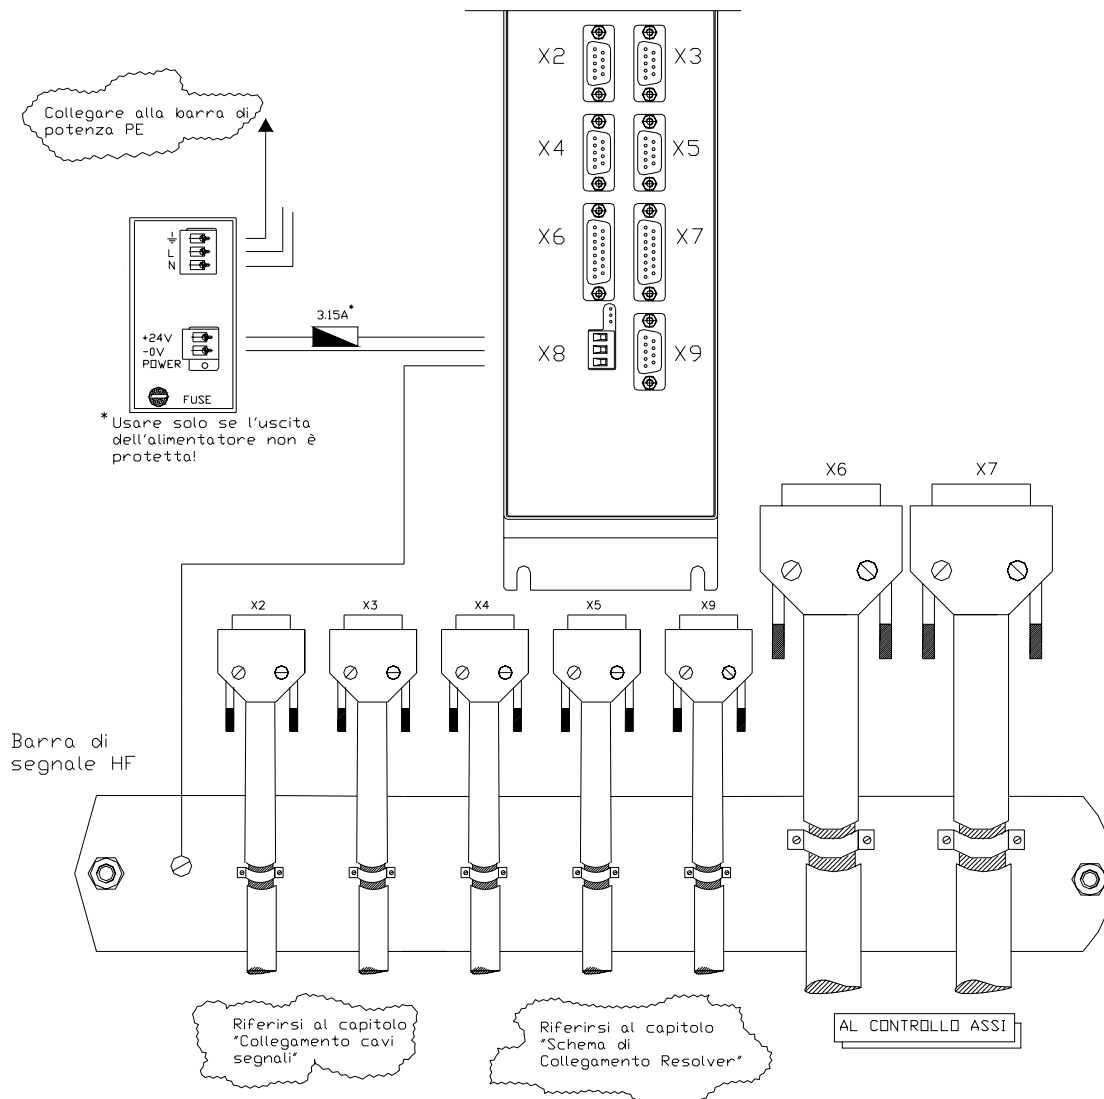 X2
X3
Collegare alla barra di
potenza PE
X4
X5
X6
X7
L
N
3.15A*
+24V
-0V
POWER
X8
X9
FUSE
* Usare solo se l'uscita
dell'alimentatore non è
protetta!
X6
X7
X2
X3
X4
X5
X9
Barra di
segnale HF
Riferirsi al capitolo
"Collegamento cavi
segnali"
Riferirsi al capitolo
"Schema di
Collegamento Resolver"
AL CONTROLLO ASSI